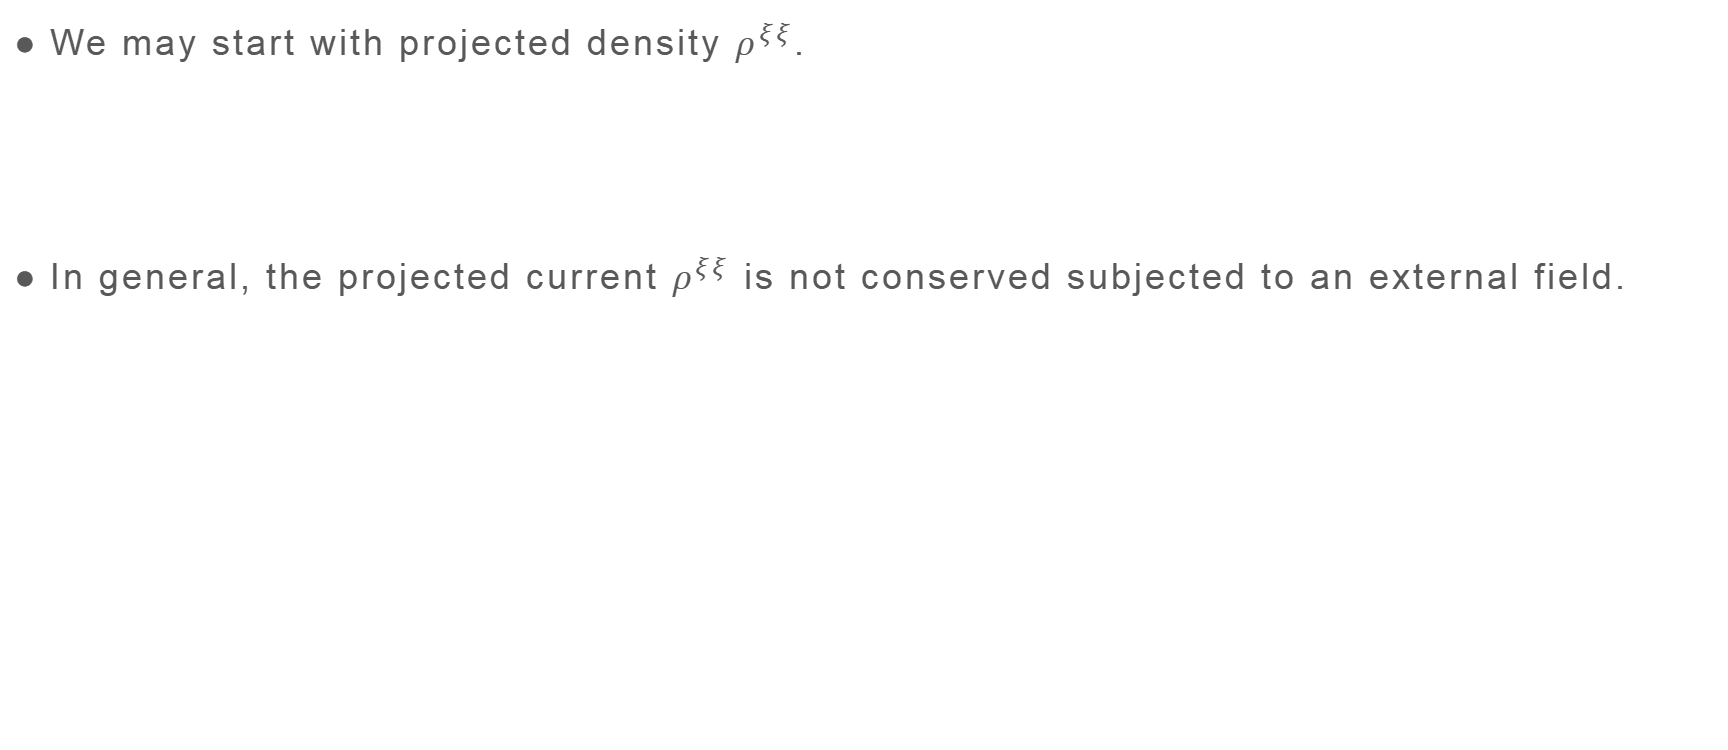 ● We may start with projected density ρ^ξξ.
● In general, the projected current ρ^ξξ is not conserved subjected to an external field.